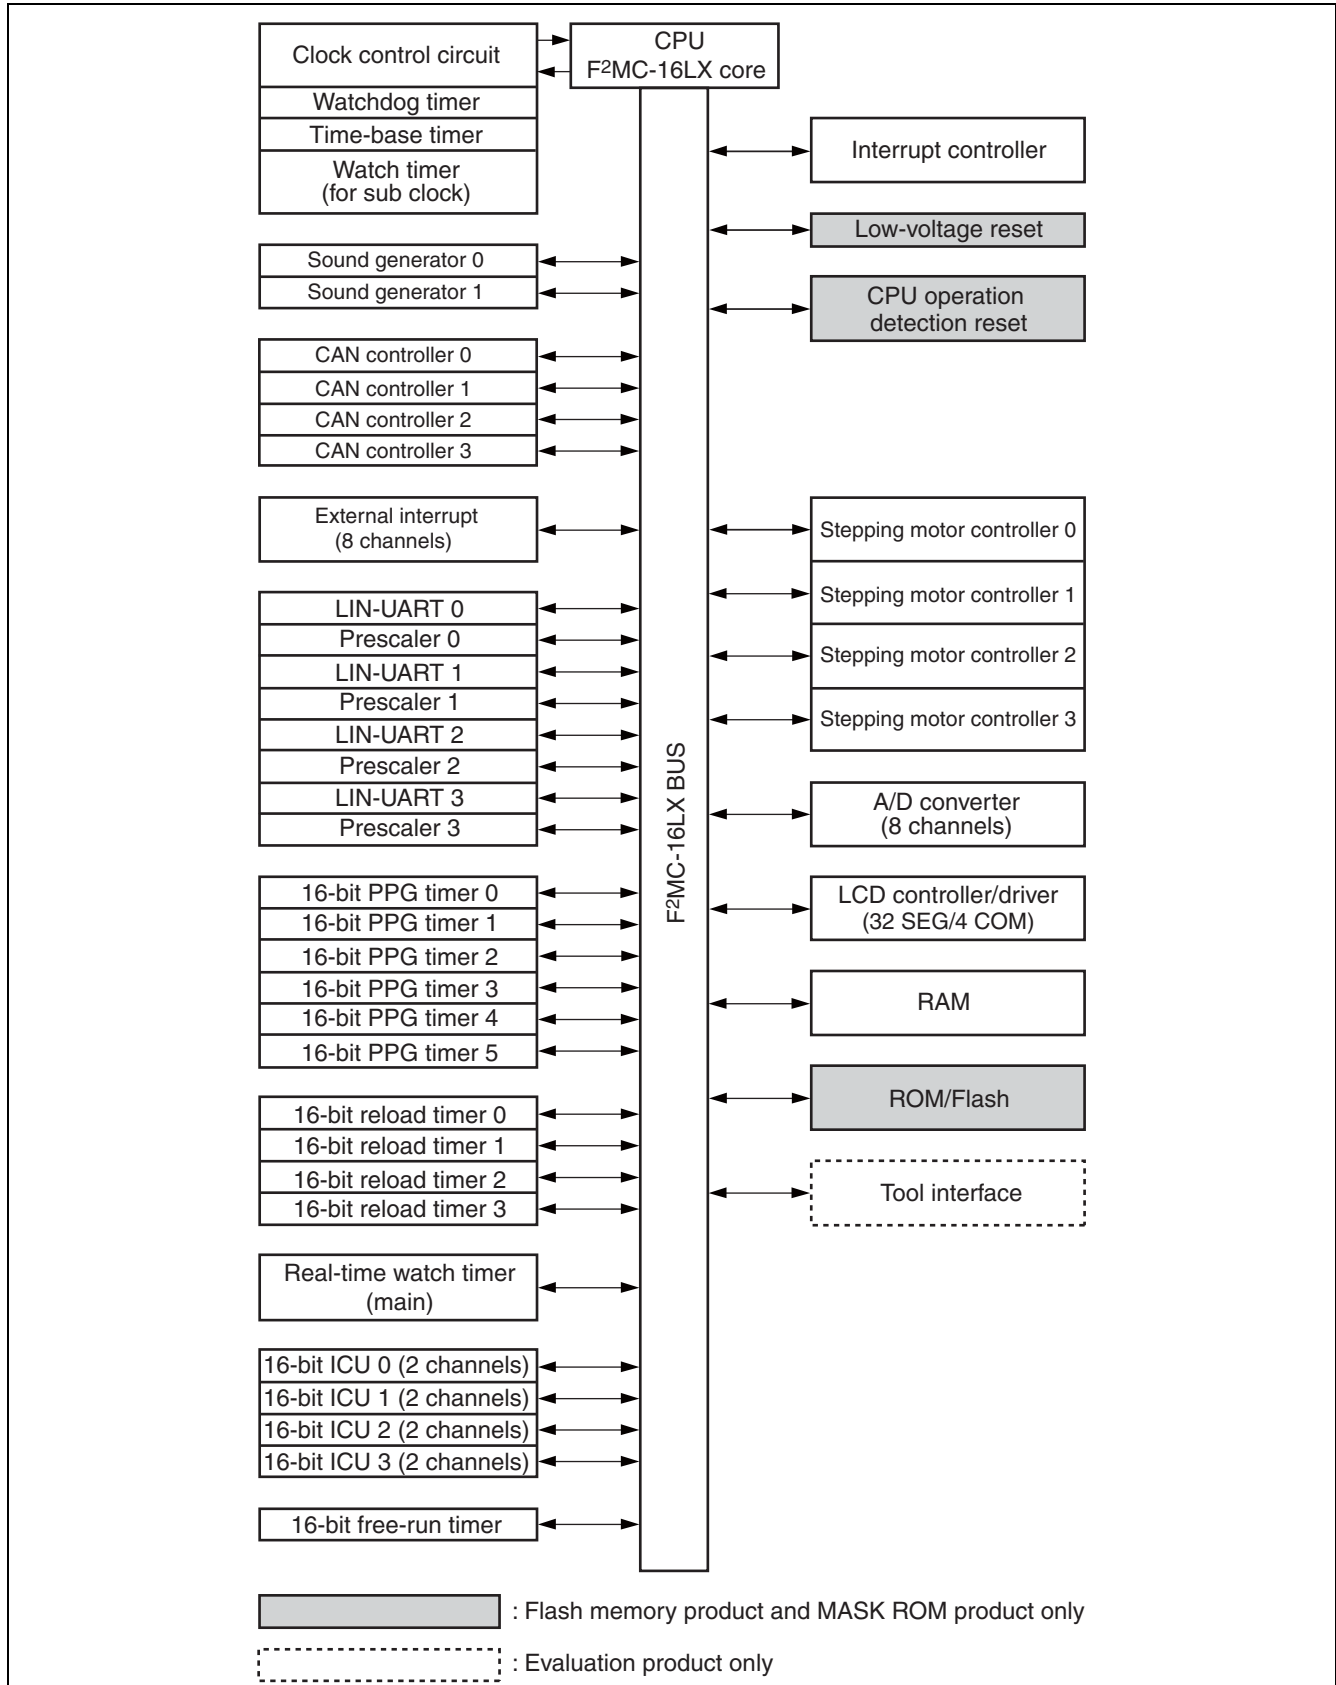 Clock control circuit
Watchdog timer
Time-base timer
Watch timer
(for sub clock)
CPU
F²MC-16LX core
Sound generator 0
Sound generator 1
CAN controller 0
CAN controller 1
CAN controller 2
CAN controller 3
External interrupt
(8 channels)
LIN-UART 0
Prescaler 0
LIN-UART 1
Prescaler 1
LIN-UART 2
Prescaler 2
LIN-UART 3
Prescaler 3
16-bit PPG timer 0
16-bit PPG timer 1
16-bit PPG timer 2
16-bit PPG timer 3
16-bit PPG timer 4
16-bit PPG timer 5
16-bit reload timer 0
16-bit reload timer 1
16-bit reload timer 2
16-bit reload timer 3
Real-time watch timer
(main)
16-bit ICU 0 (2 channels)
16-bit ICU 1 (2 channels)
16-bit ICU 2 (2 channels)
16-bit ICU 3 (2 channels)
16-bit free-run timer
F²MC-16LX BUS
Interrupt controller
Low-voltage reset
CPU operation
detection reset
Stepping motor controller 0
Stepping motor controller 1
Stepping motor controller 2
Stepping motor controller 3
A/D converter
(8 channels)
LCD controller/driver
(32 SEG/4 COM)
RAM
ROM/Flash
Tool interface
: Flash memory product and MASK ROM product only
: Evaluation product only